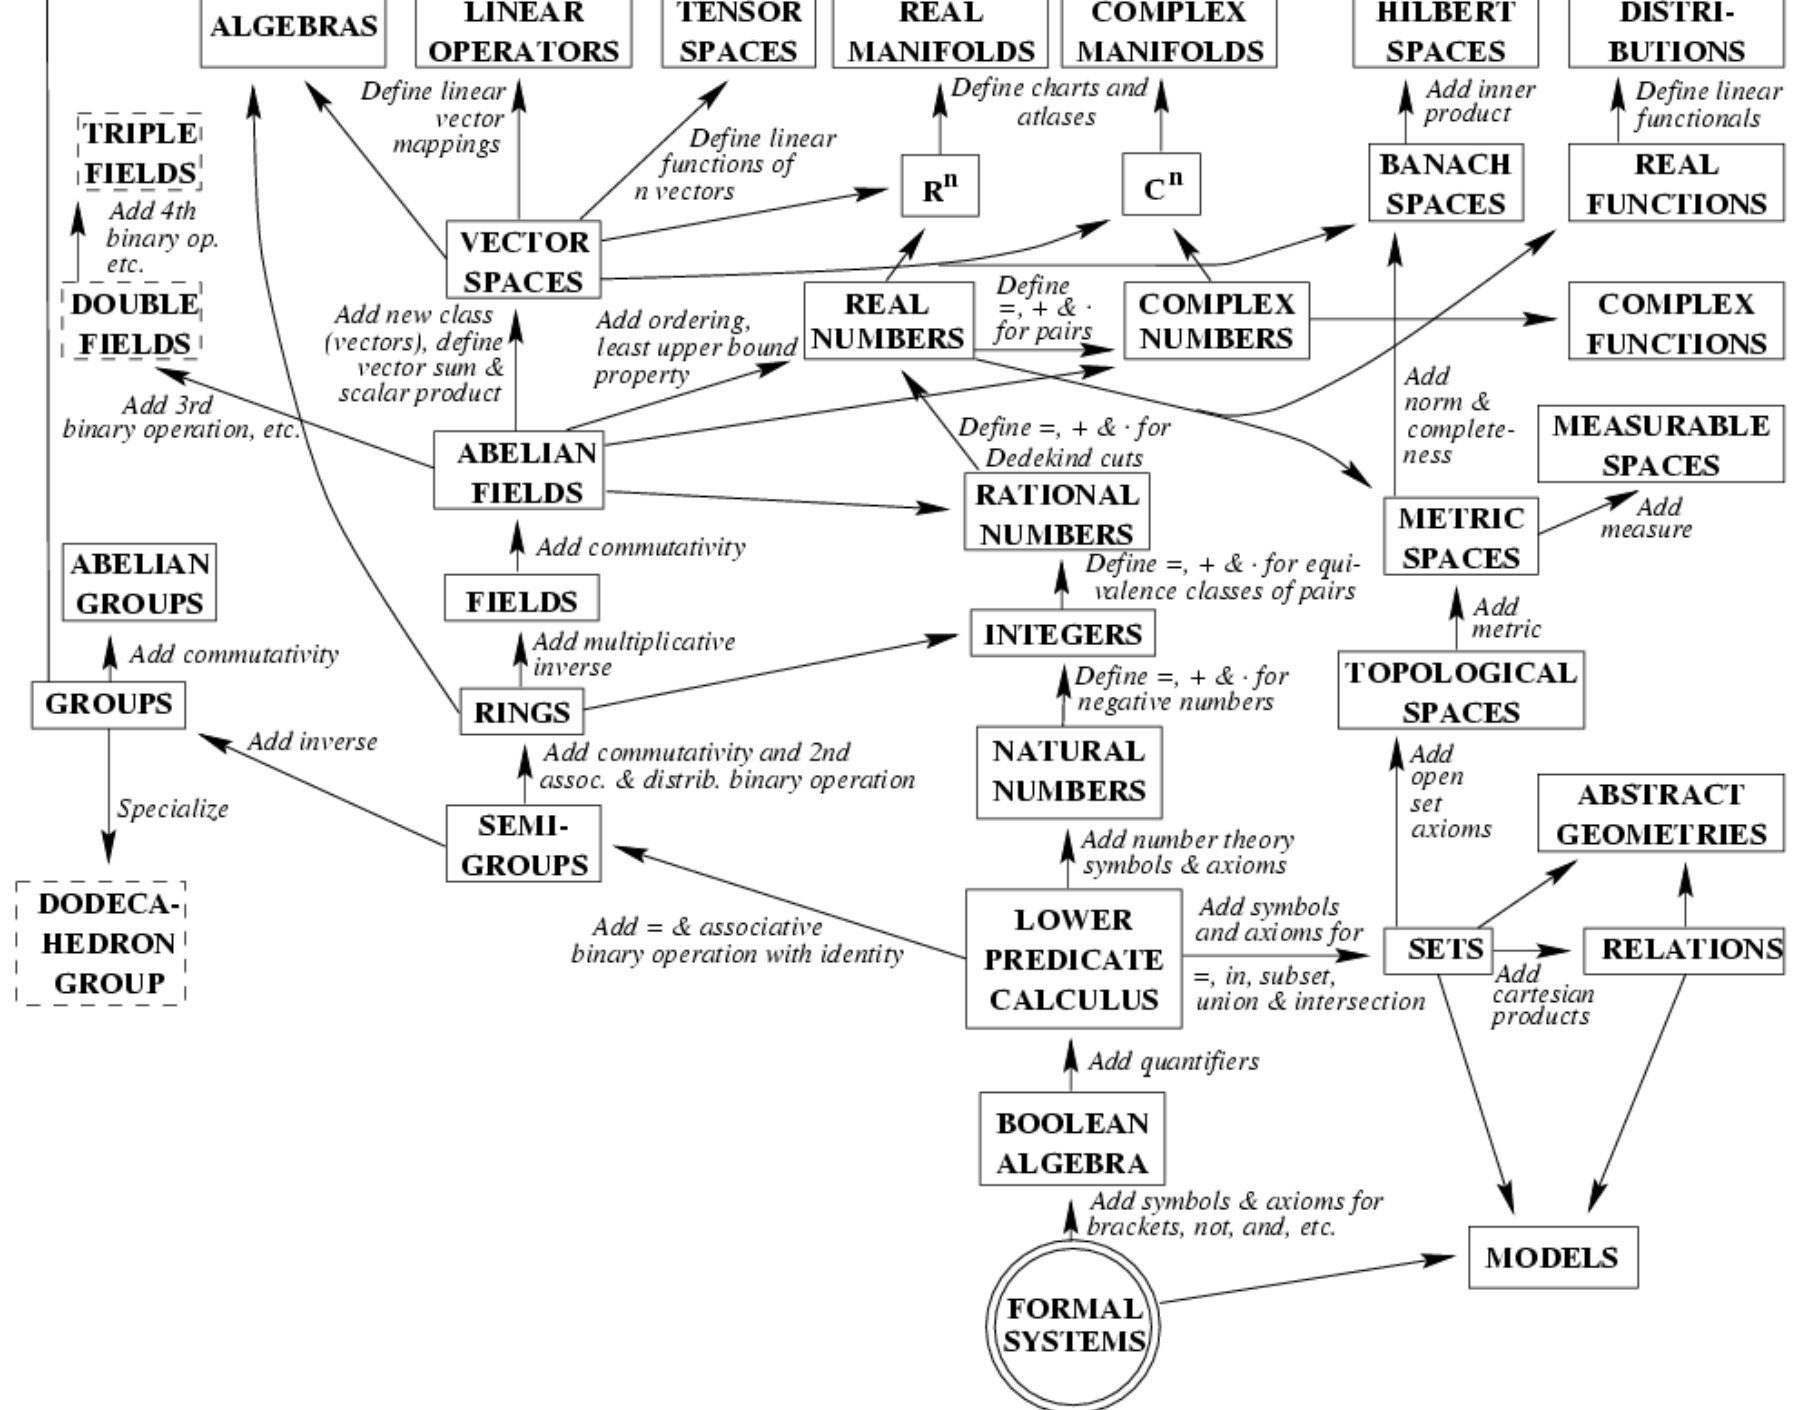 ALGEBRAS
LINEAR
OPERATORS
TENSOR
SPACES
REAL
MANIFOLDS
COMPLEX
MANIFOLDS
HILBERT
SPACES
DISTRI-
BUTIONS
Define linear
vector
mappings
Define linear
functions of
n vectors
Define charts and
atlases
Add inner
product
Define linear
functionals
TRIPLE
FIELDS
Rⁿ
Cⁿ
BANACH
SPACES
REAL
FUNCTIONS
Add 4th
binary op.
etc.
VECTOR
SPACES
DOUBLE
FIELDS
Add new class
(vectors), define
vector sum &
scalar product
Add ordering,
least upper bound
property
REAL
NUMBERS
Define
=, + & ·
for pairs
COMPLEX
NUMBERS
COMPLEX
FUNCTIONS
Add 3rd
binary operation, etc.
Add
norm &
complete-
ness
MEASURABLE
SPACES
ABELIAN
FIELDS
Define =, + & · for
Dedekind cuts
RATIONAL
NUMBERS
METRIC
SPACES
Add
measure
Add commutativity
ABELIAN
GROUPS
FIELDS
Define =, + & · for equi-
valence classes of pairs
Add
metric
Add commutativity
Add multiplicative
inverse
INTEGERS
TOPOLOGICAL
SPACES
GROUPS
RINGS
Define =, + & · for
negative numbers
Add inverse
Add commutativity and 2nd
assoc. & distrib. binary operation
NATURAL
NUMBERS
Add
open
set
axioms
ABSTRACT
GEOMETRIES
Specialize
SEMI-
GROUPS
Add number theory
symbols & axioms
DODECA-
HEDRON
GROUP
Add = & associative
binary operation with identity
LOWER
PREDICATE
CALCULUS
Add symbols
and axioms for
=, in, subset,
union & intersection
SETS
Add
cartesian
products
RELATIONS
Add quantifiers
BOOLEAN
ALGEBRA
Add symbols & axioms for
brackets, not, and, etc.
MODELS
FORMAL
SYSTEMS